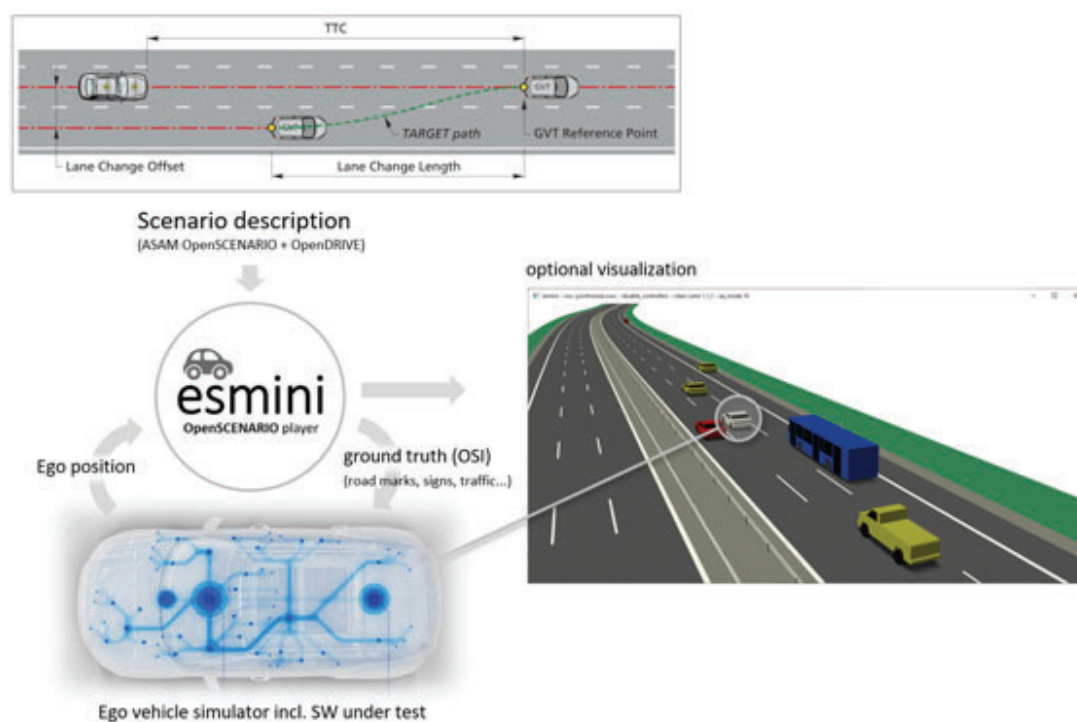 TTC
GVT
GVT
TARGET path
GVT Reference Point
Lane Change Offset
Lane Change Length
Scenario description
(ASAM OpenSCENARIO + OpenDRIVE)
optional visualization
esmini
OpenSCENARIO player
Ego position
ground truth (OSI)
(road marks, signs, traffic...)
Ego vehicle simulator incl. SW under test